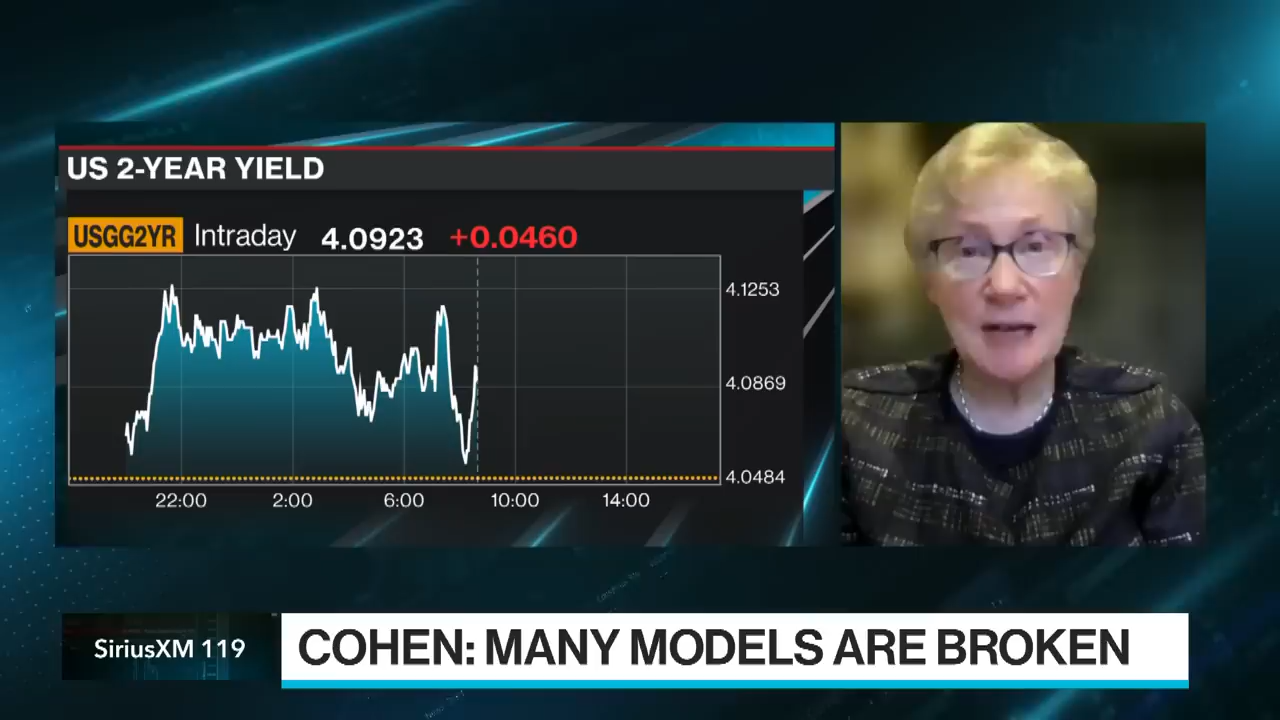 US 2-YEAR YIELD
USGG2YR Intraday 4.0923 +0.0460
4.1253
4.0869
4.0484
22:00 2:00 6:00 10:00 14:00
SiriusXM 119
COHEN: MANY MODELS ARE BROKEN